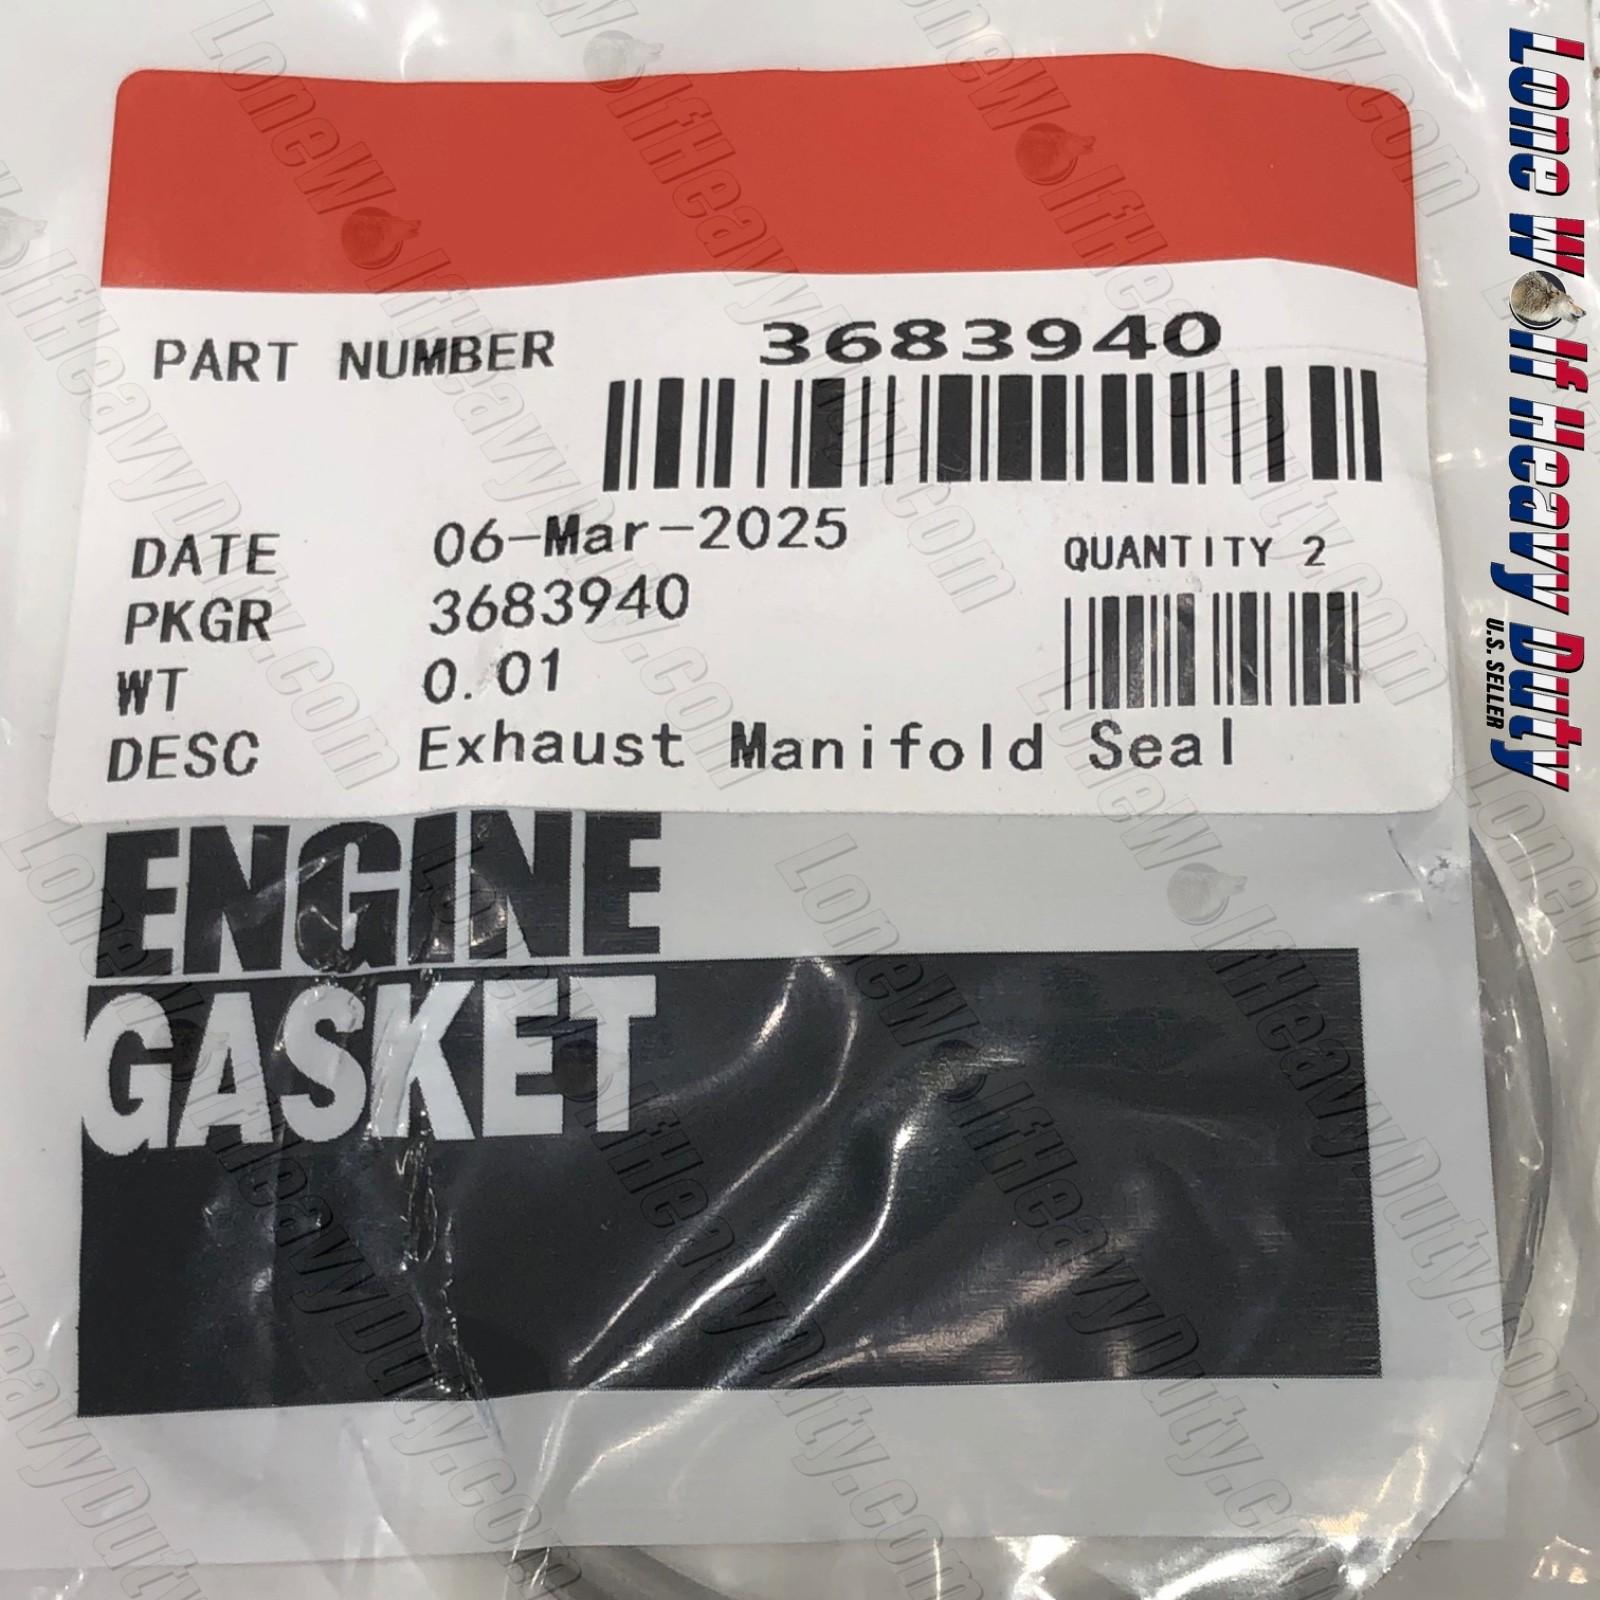 PART NUMBER 3683940
DATE 06-Mar-2025
QUANTITY 2
PKGR 3683940
WT 0.01
DESC Exhaust Manifold Seal
ENGINE
GASKET
Lone Wolf Heavy Duty
U.S. SELLER
LoneWolfHeavyDuty.com